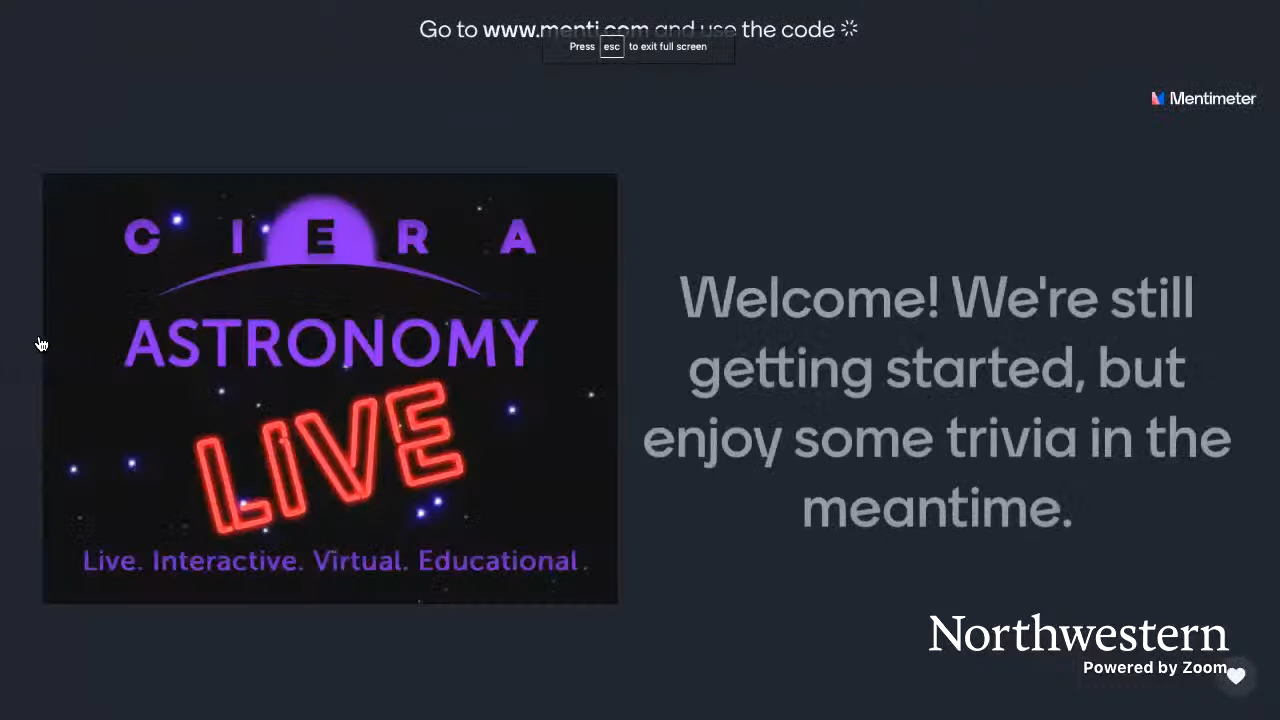 Go to www.menti.com and use the code
Press esc to exit full screen
Mentimeter
C I E R A
ASTRONOMY
LIVE
Live. Interactive. Virtual. Educational.
Welcome! We're still
getting started, but
enjoy some trivia in the
meantime.
Northwestern
Powered by Zoom